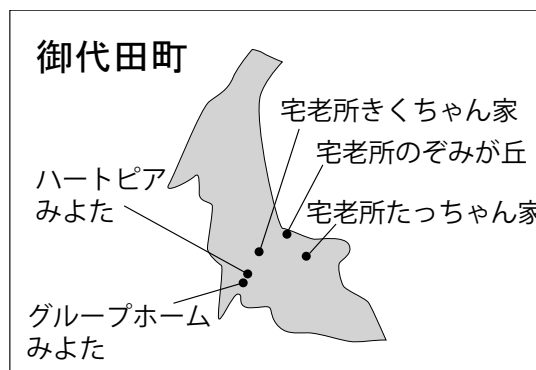 御代田町
宅老所きくちゃん家
宅老所のぞみが丘
宅老所たっちゃん家
ハートピア
みよた
グループホーム
みよた